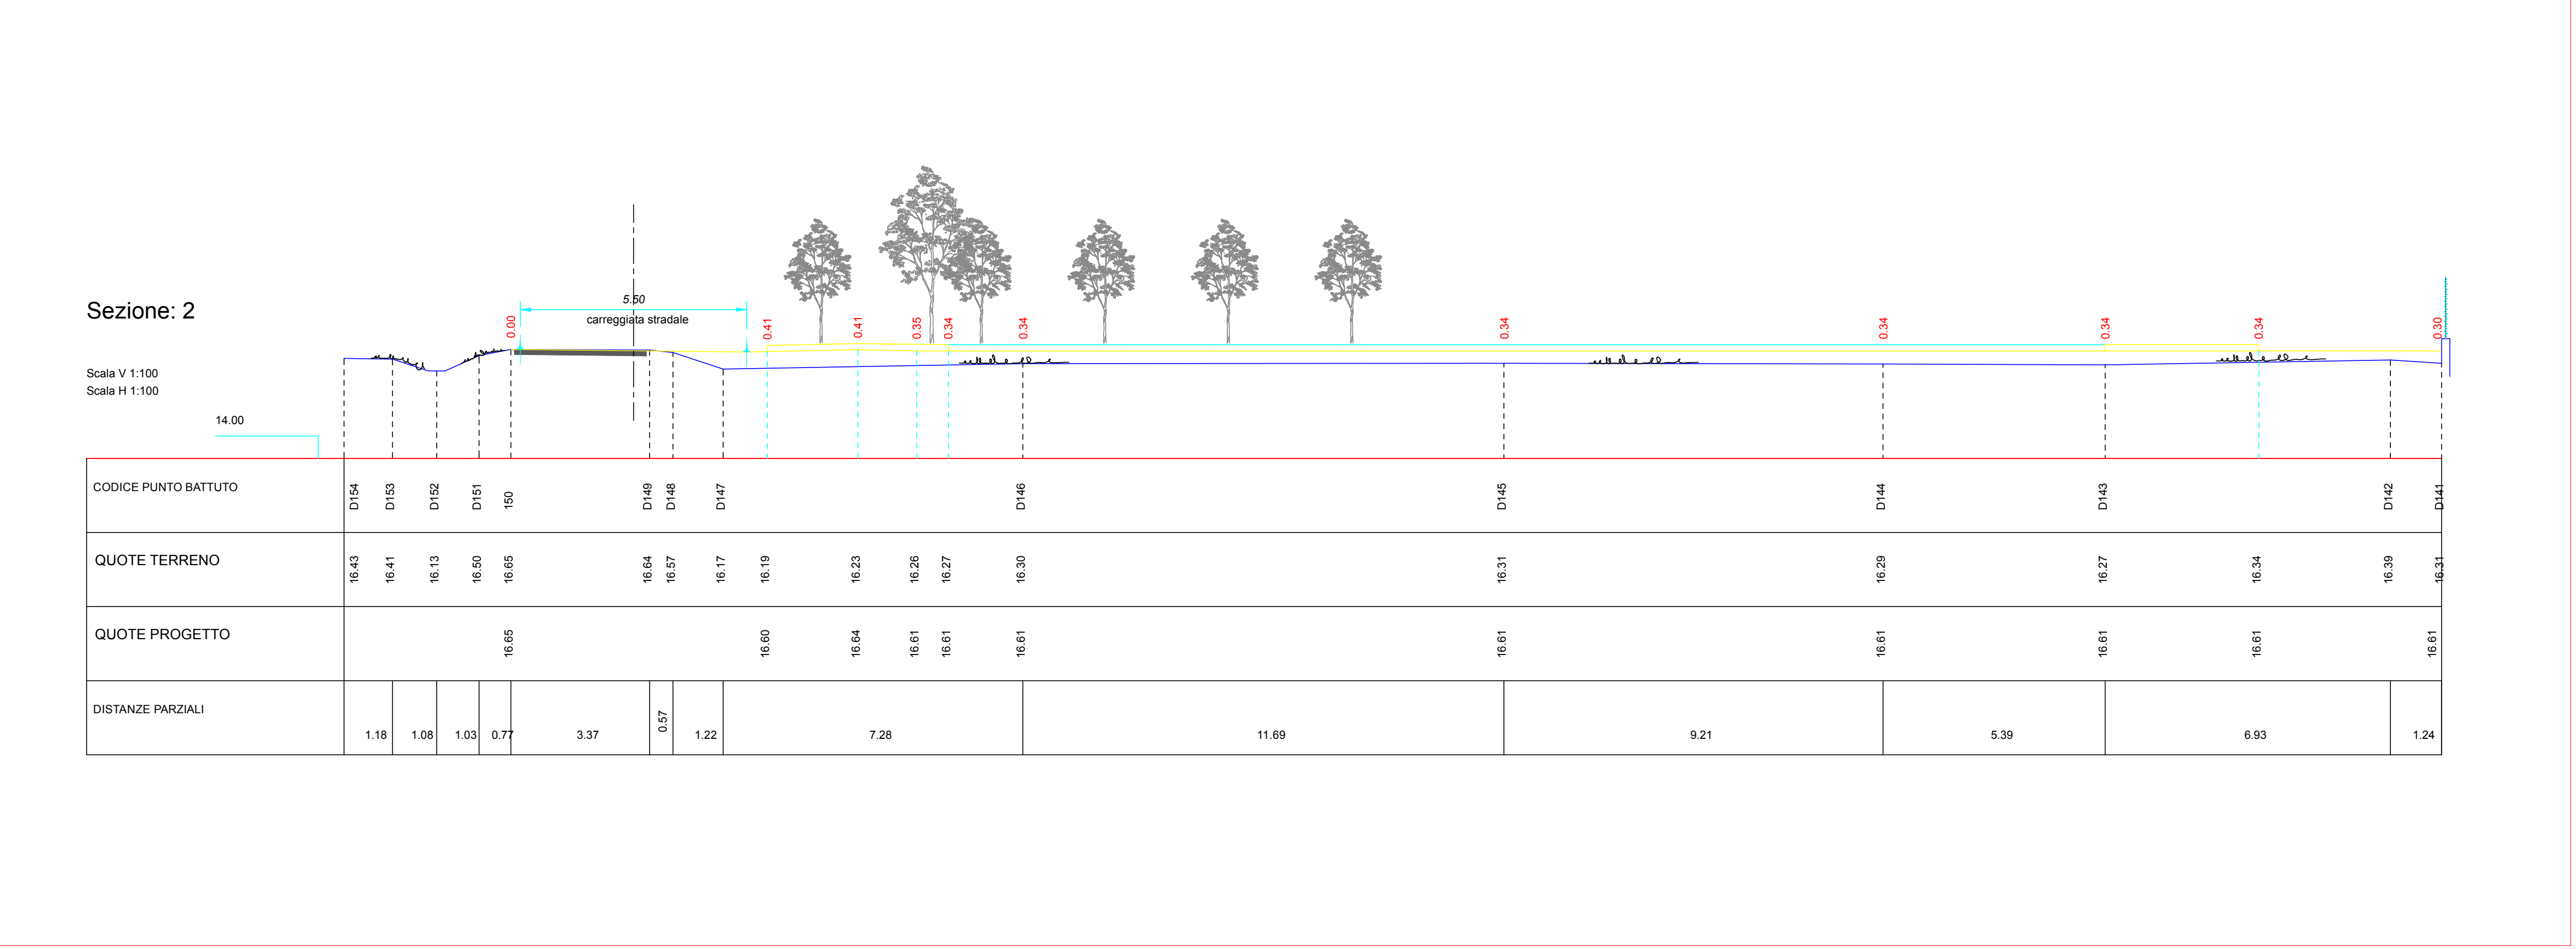 5.50
carreggiata stradale
Sezione: 2
0.00 0.41 0.41 0.35 0.34 0.34 0.34 0.34 0.34 0.34 0.30
Scala V 1:100
Scala H 1:100
14.00
CODICE PUNTO BATTUTO D154 D153 D152 D151 150 D149 D148 D147 D146 D145 D144 D143 D142 D141
QUOTE TERRENO 16.43 16.41 16.13 16.50 16.65 16.64 16.57 16.17 16.19 16.23 16.26 16.27 16.30 16.31 16.29 16.27 16.34 16.39 16.31
QUOTE PROGETTO 16.65 16.60 16.64 16.61 16.61 16.61 16.61 16.61 16.61 16.61 16.61
DISTANZE PARZIALI 1.18 1.08 1.03 0.77 3.37 0.57 1.22 7.28 11.69 9.21 5.39 6.93 1.24